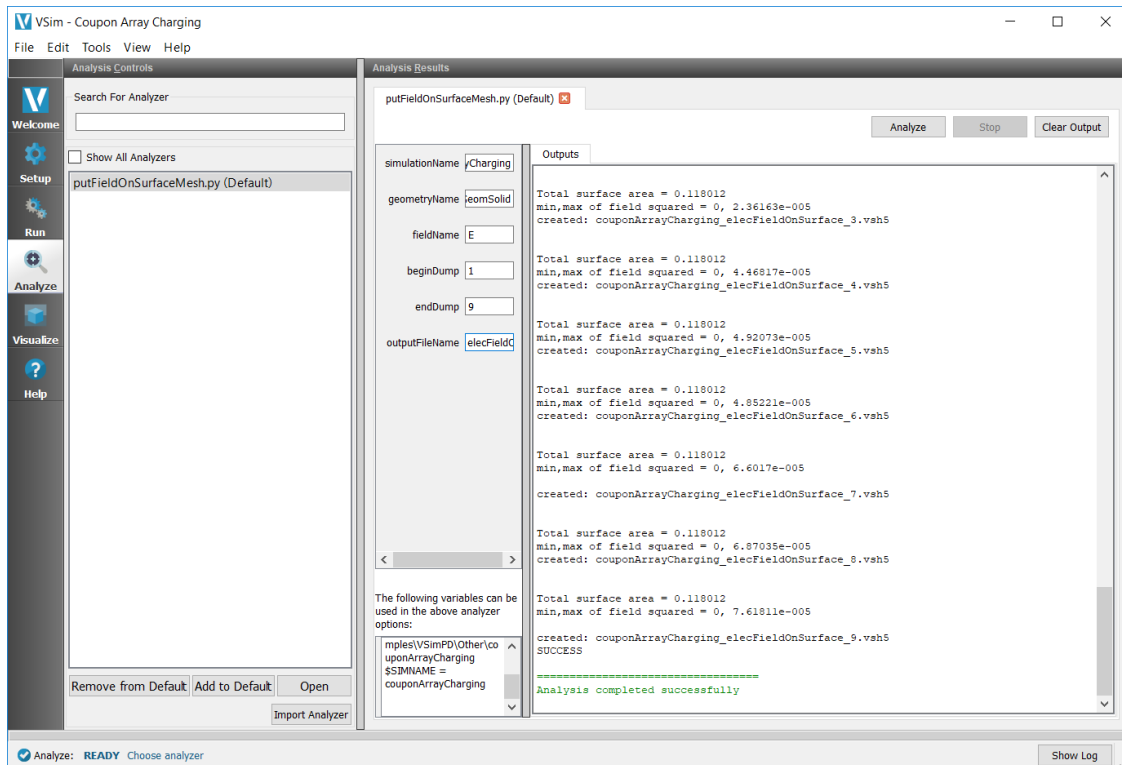 VSim - Coupon Array Charging
File Edit Tools View Help
Welcome
Setup
Run
Analyze
Visualize
Help
Analysis Controls
Search For Analyzer
Show All Analyzers
putFieldOnSurfaceMesh.py (Default)
Remove from Default Add to Default Open
Import Analyzer
Analysis Results
putFieldOnSurfaceMesh.py (Default)
Analyze Stop Clear Output
simulationName yCharging
geometryName GeomSolid
fieldName E
beginDump 1
endDump 9
outputFileName elecFieldO
The following variables can be
used in the above analyzer
options:
mples\VSimPD\Other\co
uponArrayCharging
$SIMNAME =
couponArrayCharging
Outputs
Total surface area = 0.118012
min,max of field squared = 0, 2.36163e-005
created: couponArrayCharging_elecFieldOnSurface_3.vsh5
Total surface area = 0.118012
min,max of field squared = 0, 4.46817e-005
created: couponArrayCharging_elecFieldOnSurface_4.vsh5
Total surface area = 0.118012
min,max of field squared = 0, 4.92073e-005
created: couponArrayCharging_elecFieldOnSurface_5.vsh5
Total surface area = 0.118012
min,max of field squared = 0, 4.85221e-005
created: couponArrayCharging_elecFieldOnSurface_6.vsh5
Total surface area = 0.118012
min,max of field squared = 0, 6.6017e-005
created: couponArrayCharging_elecFieldOnSurface_7.vsh5
Total surface area = 0.118012
min,max of field squared = 0, 6.87035e-005
created: couponArrayCharging_elecFieldOnSurface_8.vsh5
Total surface area = 0.118012
min,max of field squared = 0, 7.61811e-005
created: couponArrayCharging_elecFieldOnSurface_9.vsh5
SUCCESS
==================================
Analysis completed successfully
Analyze: READY Choose analyzer
Show Log